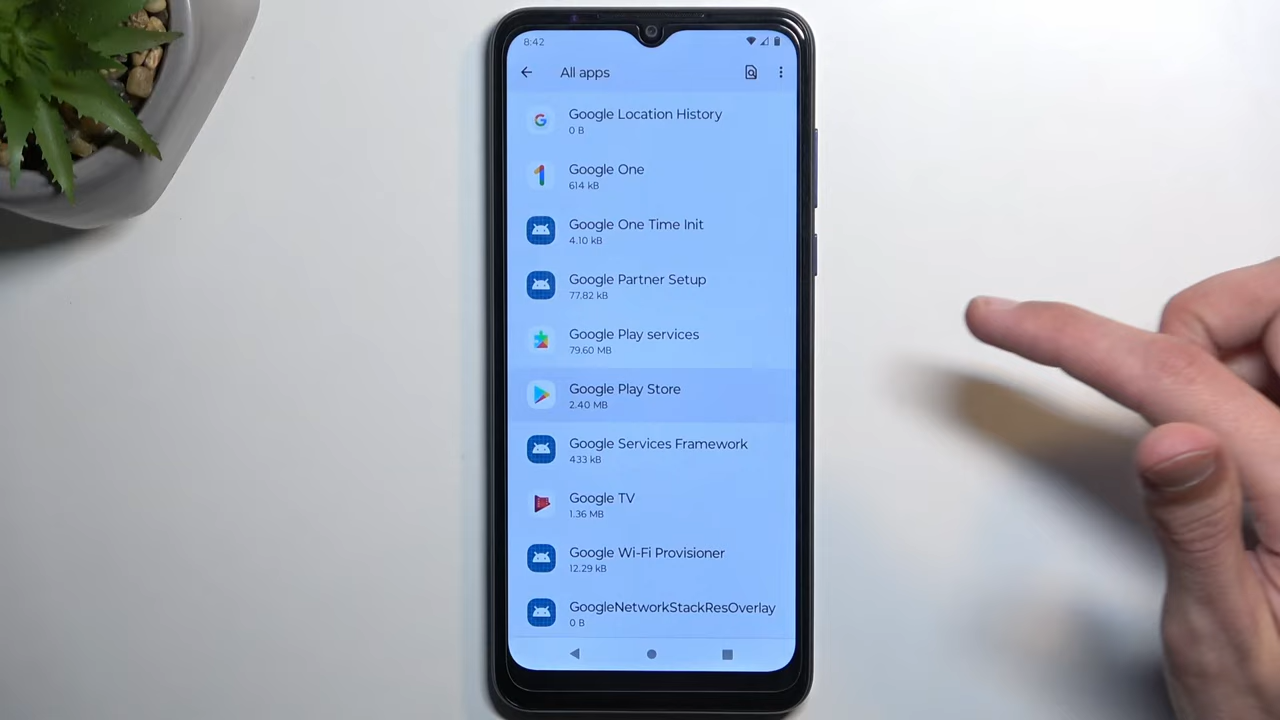 8:42
All apps
Google Location History
0 B
Google One
614 kB
Google One Time Init
4.10 kB
Google Partner Setup
77.82 kB
Google Play services
79.60 MB
Google Play Store
2.40 MB
Google Services Framework
433 kB
Google TV
1.36 MB
Google Wi-Fi Provisioner
12.29 kB
GoogleNetworkStackResOverlay
0 B